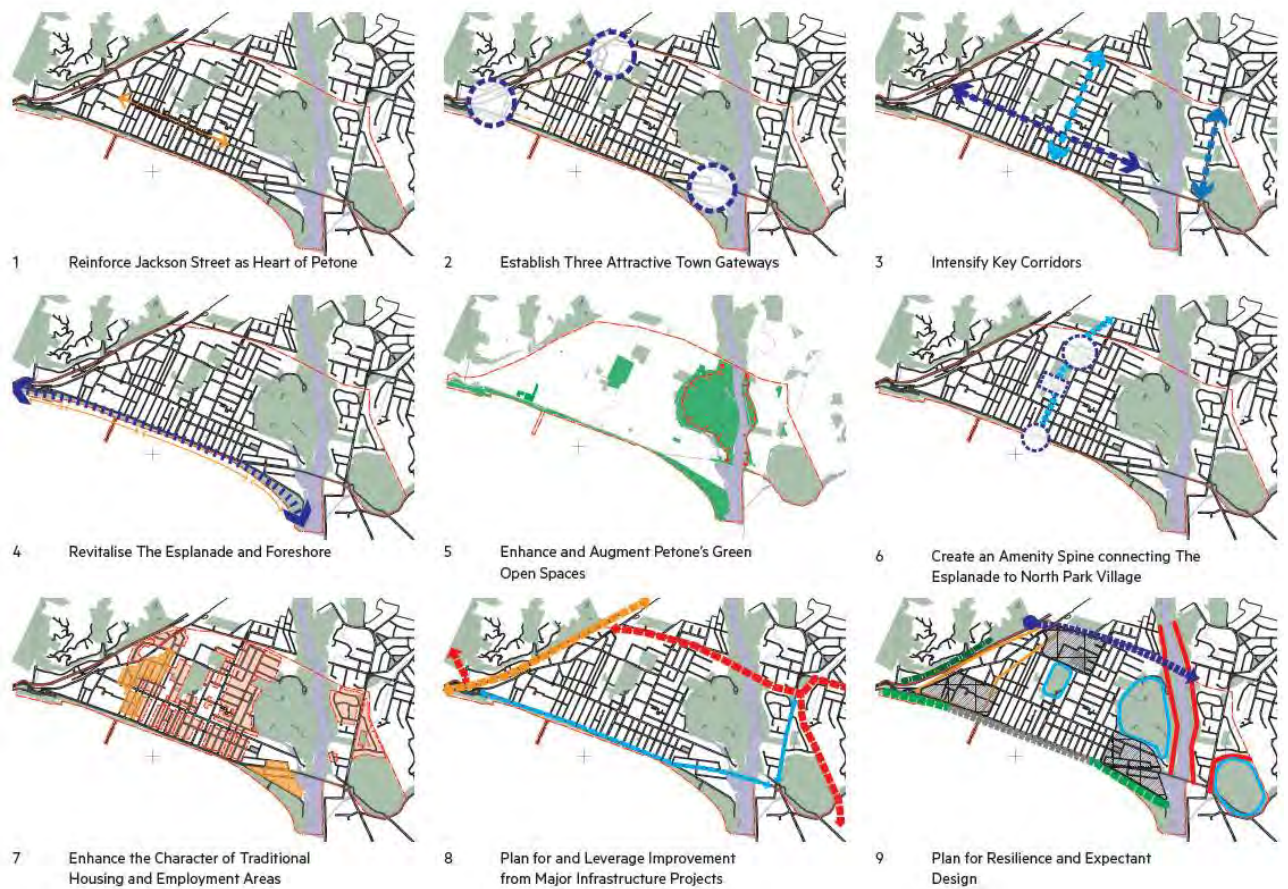 1 Reinforce Jackson Street as Heart of Petone
2 Establish Three Attractive Town Gateways
3 Intensify Key Corridors
4 Revitalise The Esplanade and Foreshore
5 Enhance and Augment Petone's Green
Open Spaces
6 Create an Amenity Spine connecting The
Esplanade to North Park Village
7 Enhance the Character of Traditional
Housing and Employment Areas
8 Plan for and Leverage Improvement
from Major Infrastructure Projects
9 Plan for Resilience and Expectant
Design